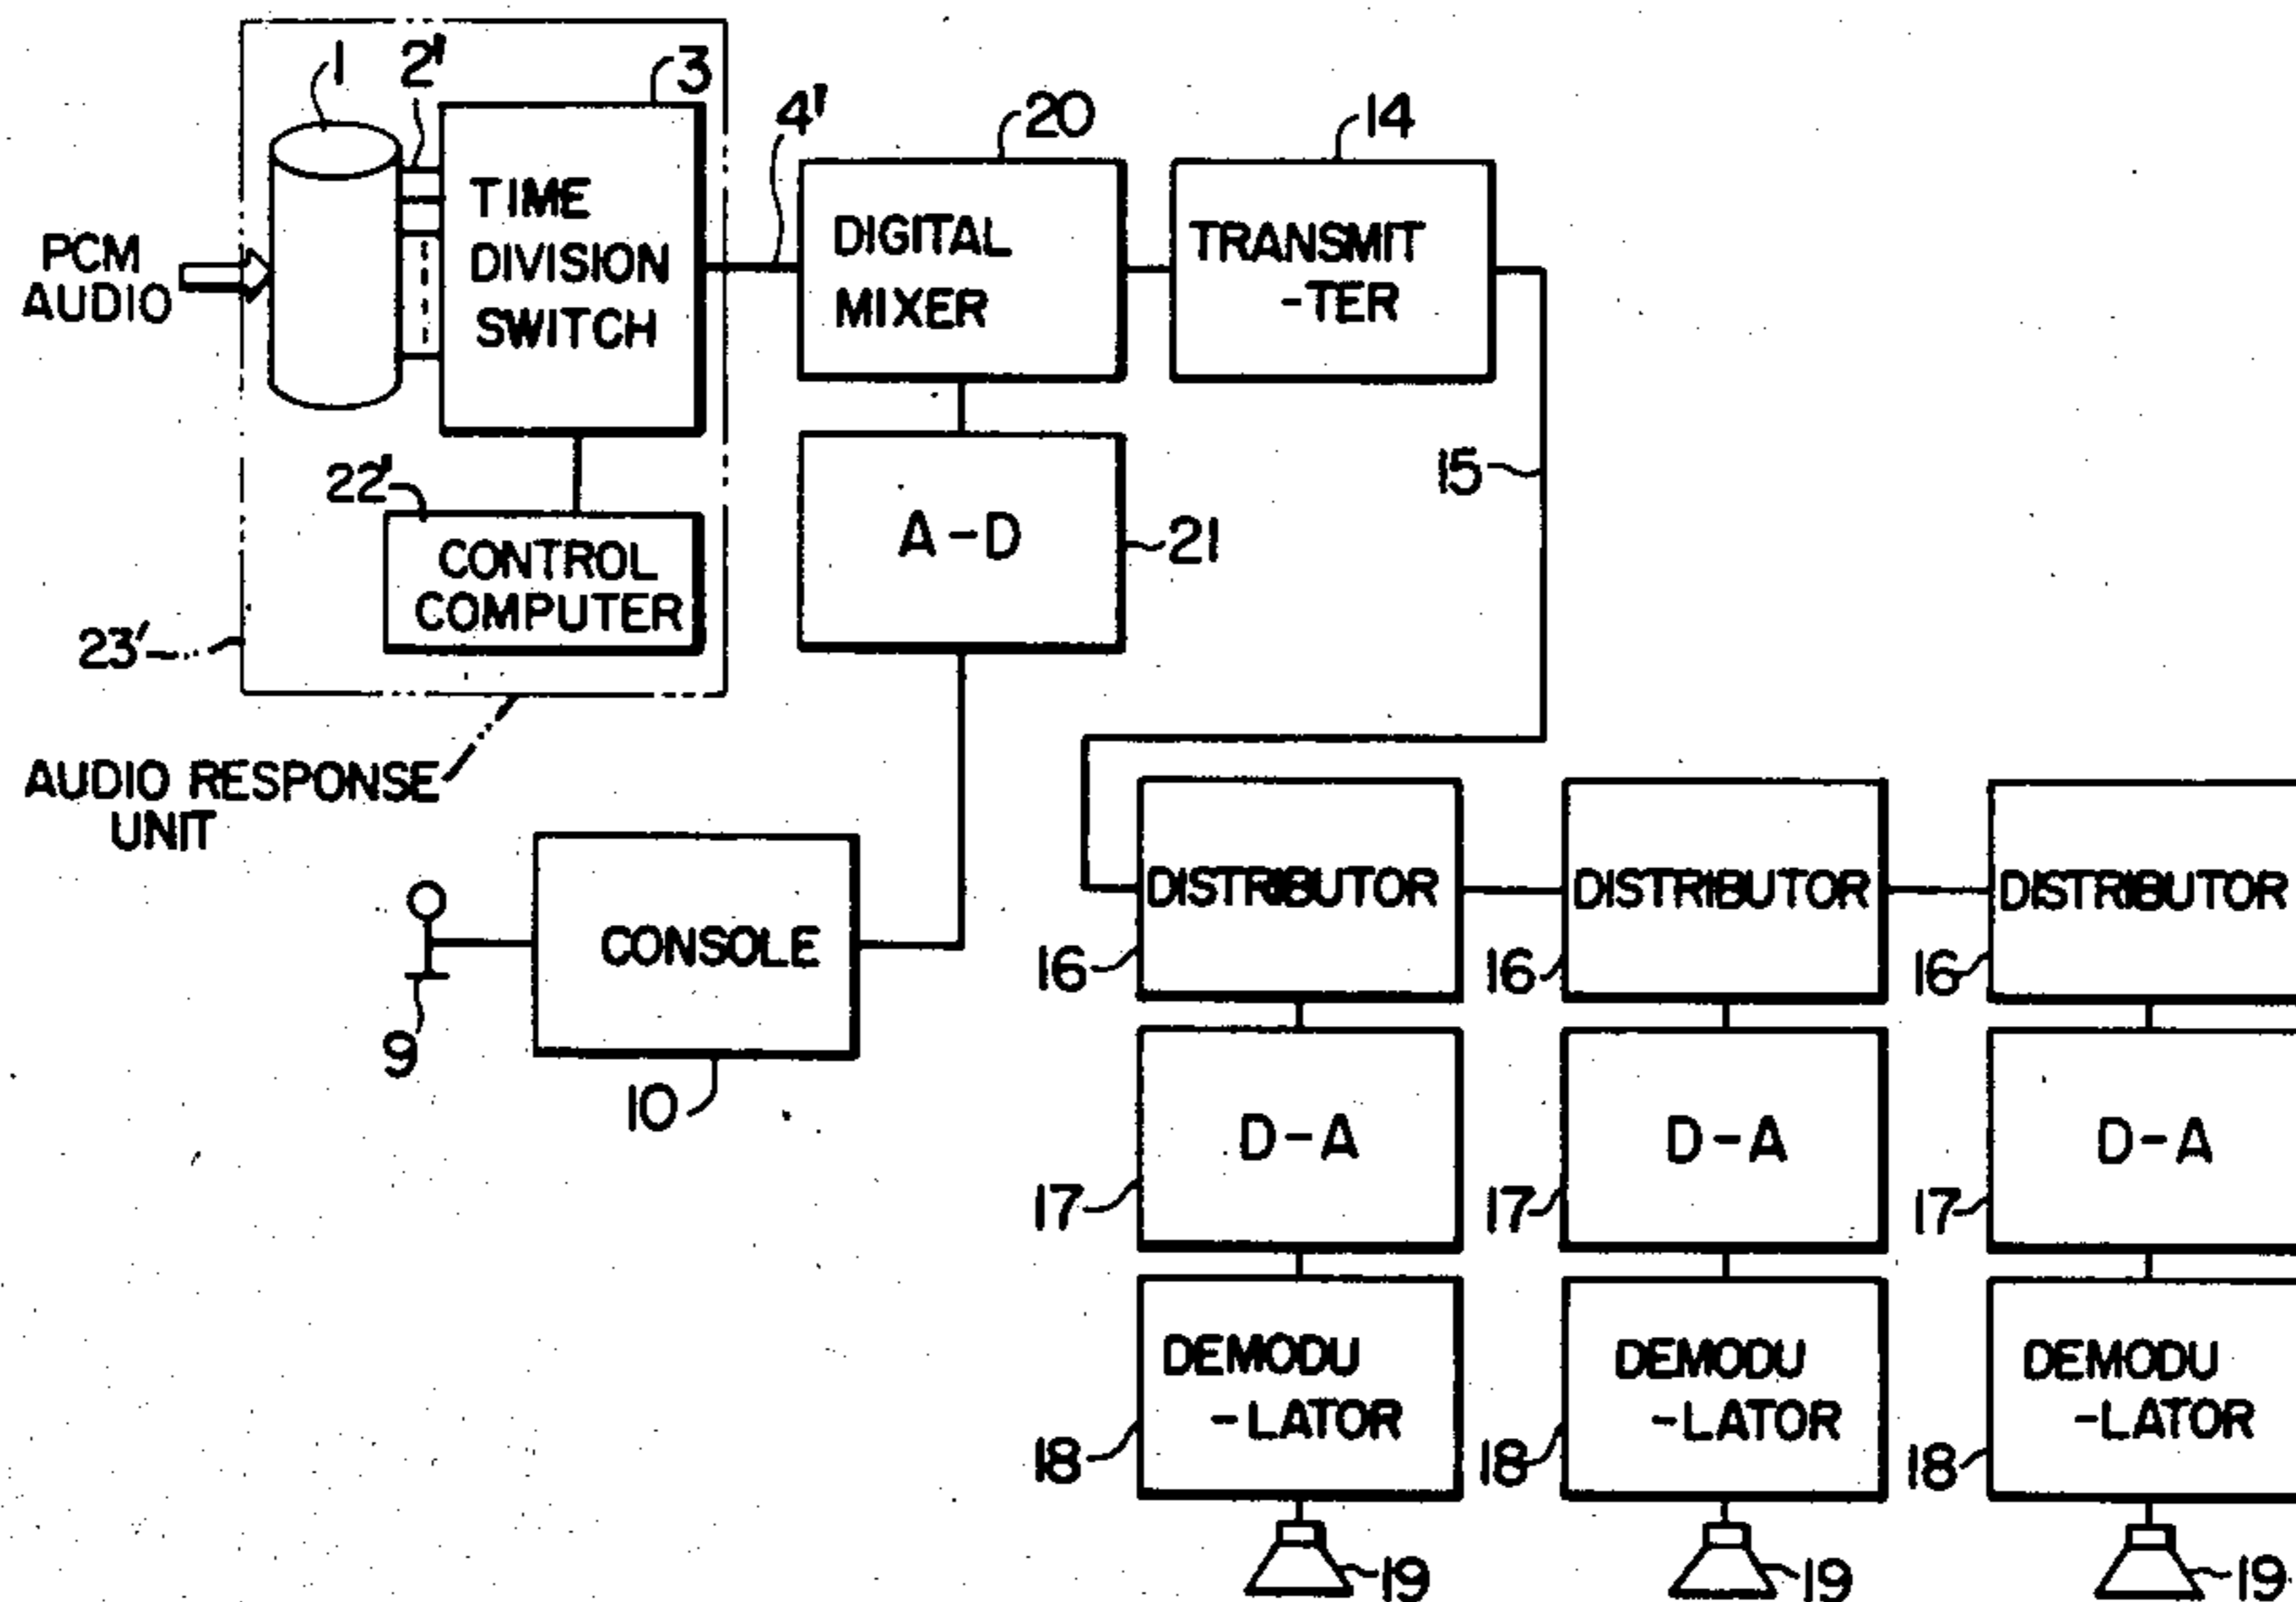 1
2'
3
PCM
AUDIO
TIME
DIVISION
SWITCH
4'
20
DIGITAL
MIXER
14
TRANSMIT
-TER
22'
CONTROL
COMPUTER
23'
A-D
21
15
AUDIO RESPONSE
UNIT
9
CONSOLE
10
DISTRIBUTOR
DISTRIBUTOR
DISTRIBUTOR
16
16
16
D-A
D-A
D-A
17
17
17
DEMODU
-LATOR
DEMODU
-LATOR
DEMODU
-LATOR
18
18
18
19
19
19